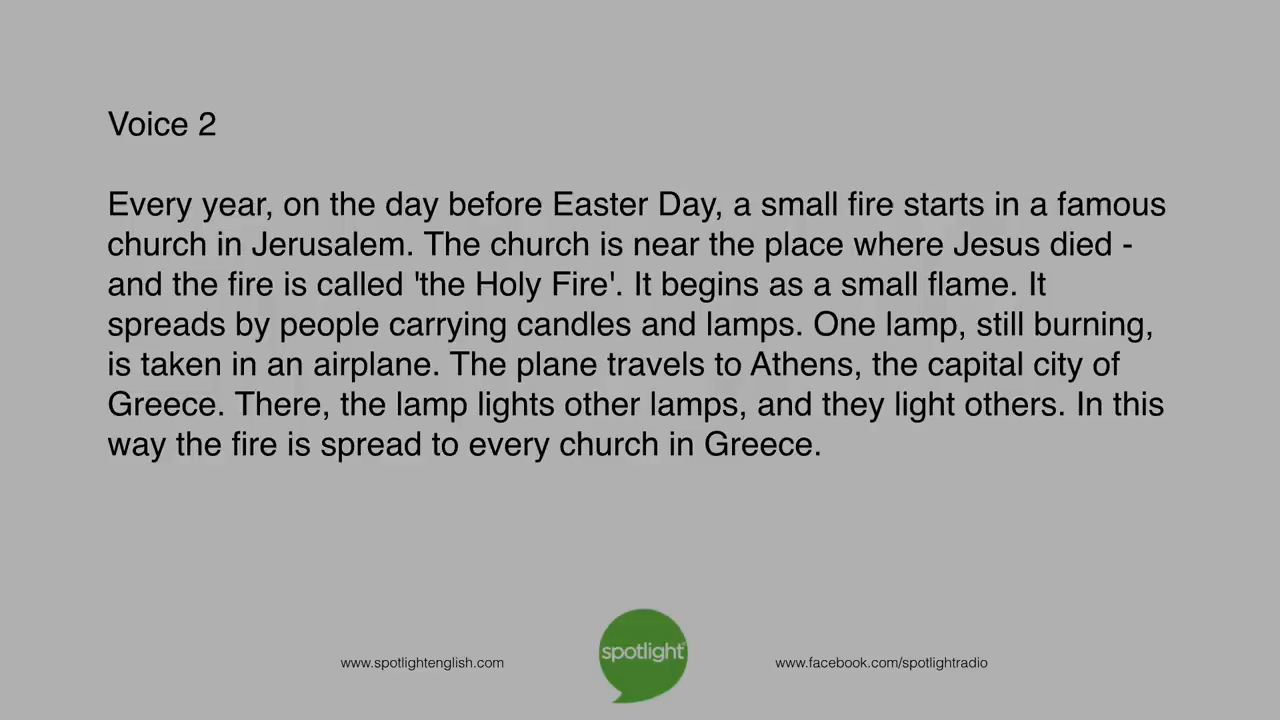 Voice 2
Every year, on the day before Easter Day, a small fire starts in a famous
church in Jerusalem. The church is near the place where Jesus died -
and the fire is called 'the Holy Fire'. It begins as a small flame. It
spreads by people carrying candles and lamps. One lamp, still burning,
is taken in an airplane. The plane travels to Athens, the capital city of
Greece. There, the lamp lights other lamps, and they light others. In this
way the fire is spread to every church in Greece.
www.spotlightenglish.com
spotlight®
www.facebook.com/spotlightradio